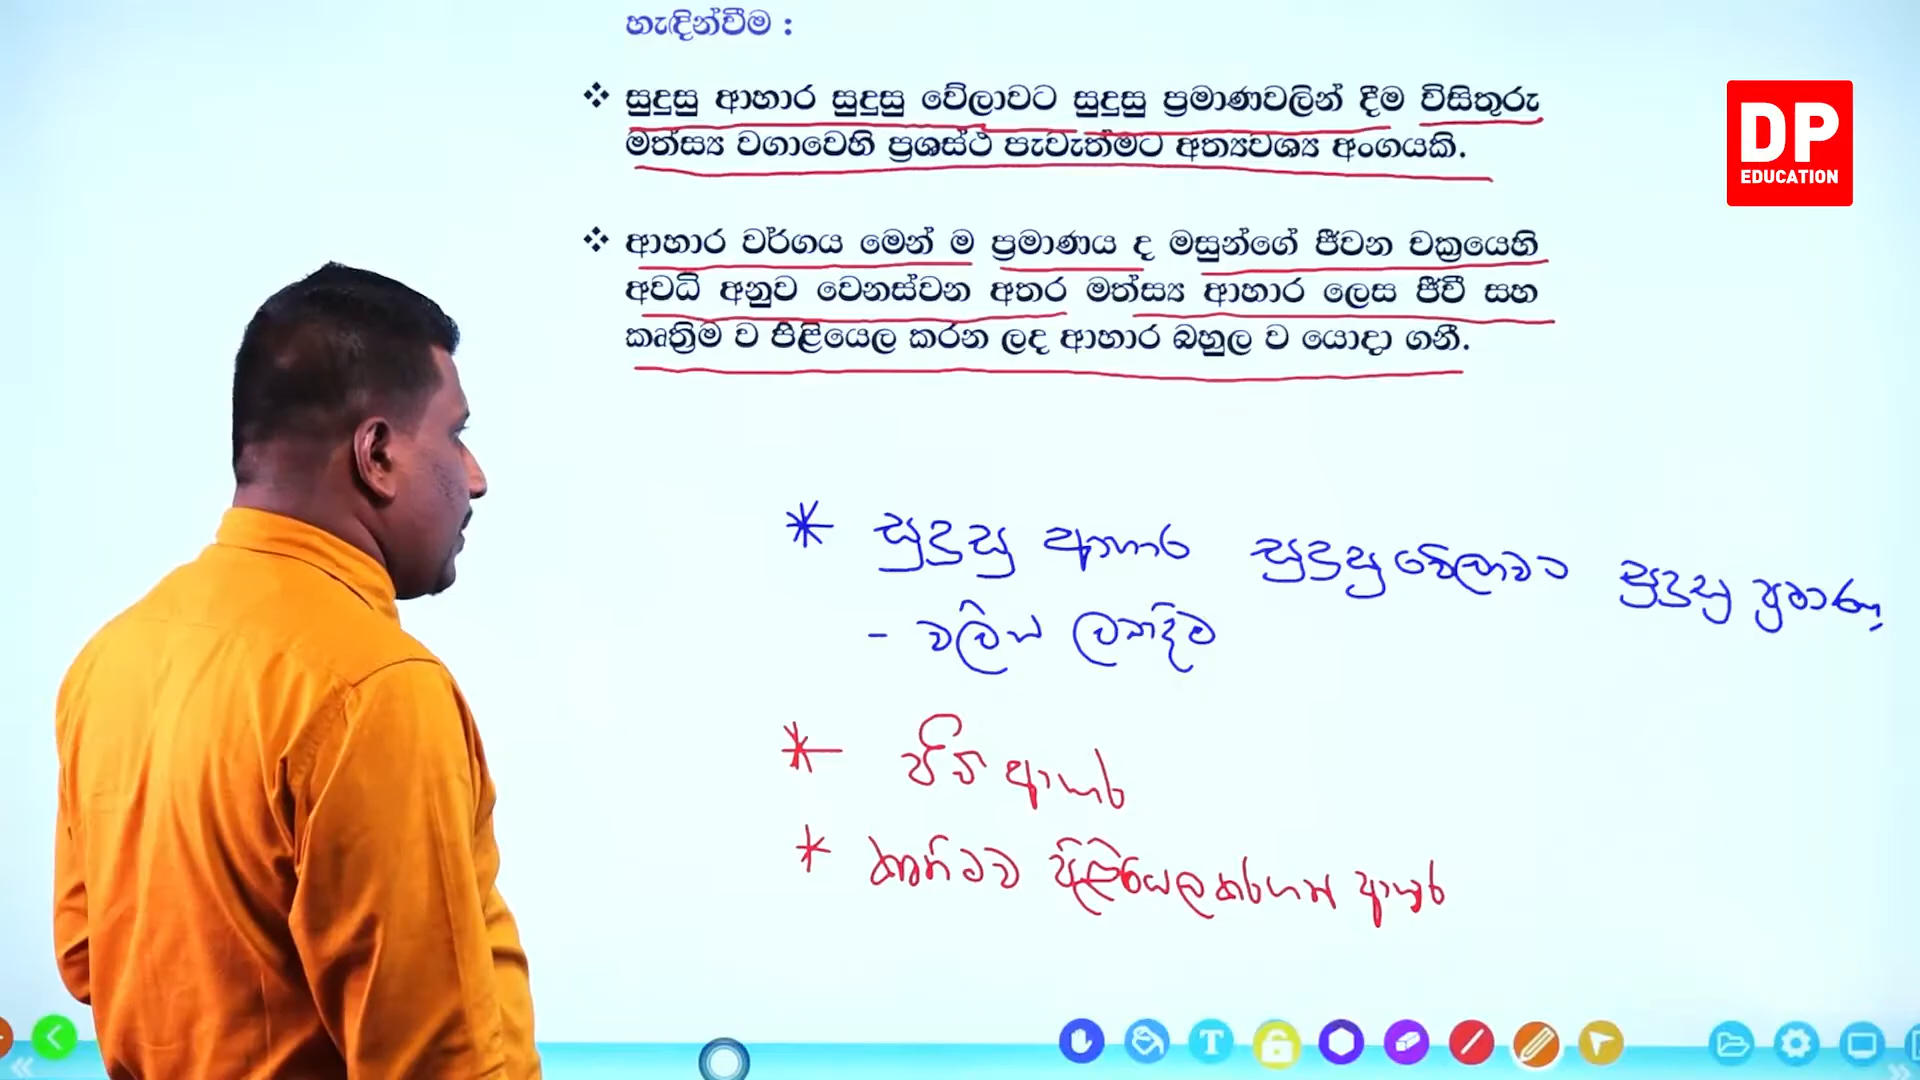 හැඳින්වීම :
❖ සුදුසු ආහාර සුදුසු වේලාවට සුදුසු ප්‍රමාණවලින් දීම විසිතුරු
මත්ස්‍ය වගාවෙහි ප්‍රශස්ථ පැවැත්මට අත්‍යවශ්‍ය අංගයකි.
❖ ආහාර වර්ගය මෙන් ම ප්‍රමාණය ද මසුන්ගේ ජීවන චක්‍රයෙහි
අවධි අනුව වෙනස්වන අතර මත්ස්‍ය ආහාර ලෙස ජීවී සහ
කෘත්‍රිම ව පිළියෙල කරන ලද ආහාර බහුල ව යොදා ගනී.
* සුදුසු ආහාර සුදුසු වේලාවට සුදුසු ප්‍රමාණ
- වලින් ලබාදීම
* ජීවී ආහාර
* පිළියෙලකරගත් ආහාර
DP
EDUCATION
T